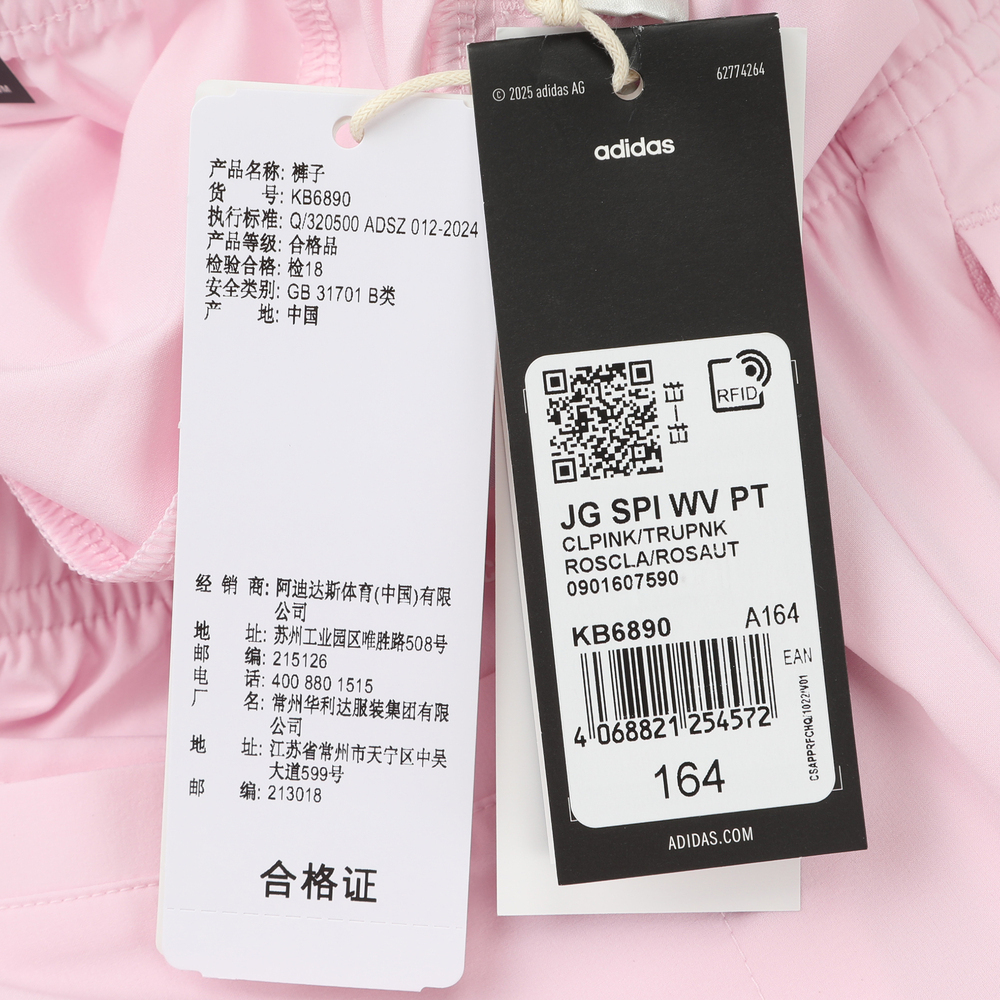 产品名称: 裤子
货 号: KB6890
执行标准: Q/320500 ADSZ 012-2024
产品等级: 合格品
检验合格: 检18
安全类别: GB 31701 B类
产 地: 中国
经 销 商: 阿迪达斯体育(中国)有限
公司
地 址: 苏州工业园区唯胜路508号
邮 编: 215126
电 话: 400 880 1515
厂 名: 常州华利达服装集团有限
公司
地 址: 江苏省常州市天宁区中吴
大道599号
邮 编: 213018
合格证
© 2025 adidas AG
62774264
adidas
扫一扫
RFID
JG SPI WV PT
CLPINK/TRUPNK
ROSCLA/ROSAUT
0901607590
KB6890
A164
EAN
4 068821 254572
CSAPPRFCHQ/1022/V01
164
ADIDAS.COM